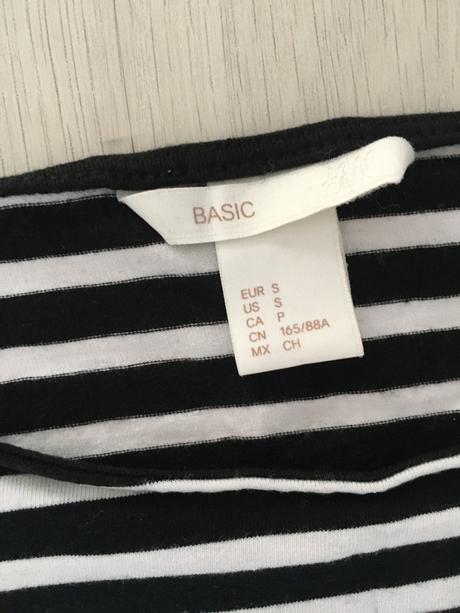 BASIC
EUR S
US S
CA P
CN 165/88A
MX CH